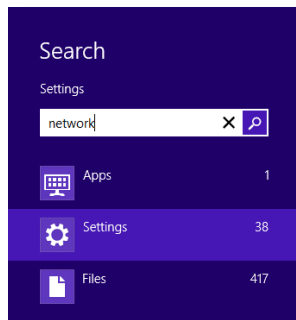 Search
Settings
network
Apps 1
Settings 38
Files 417